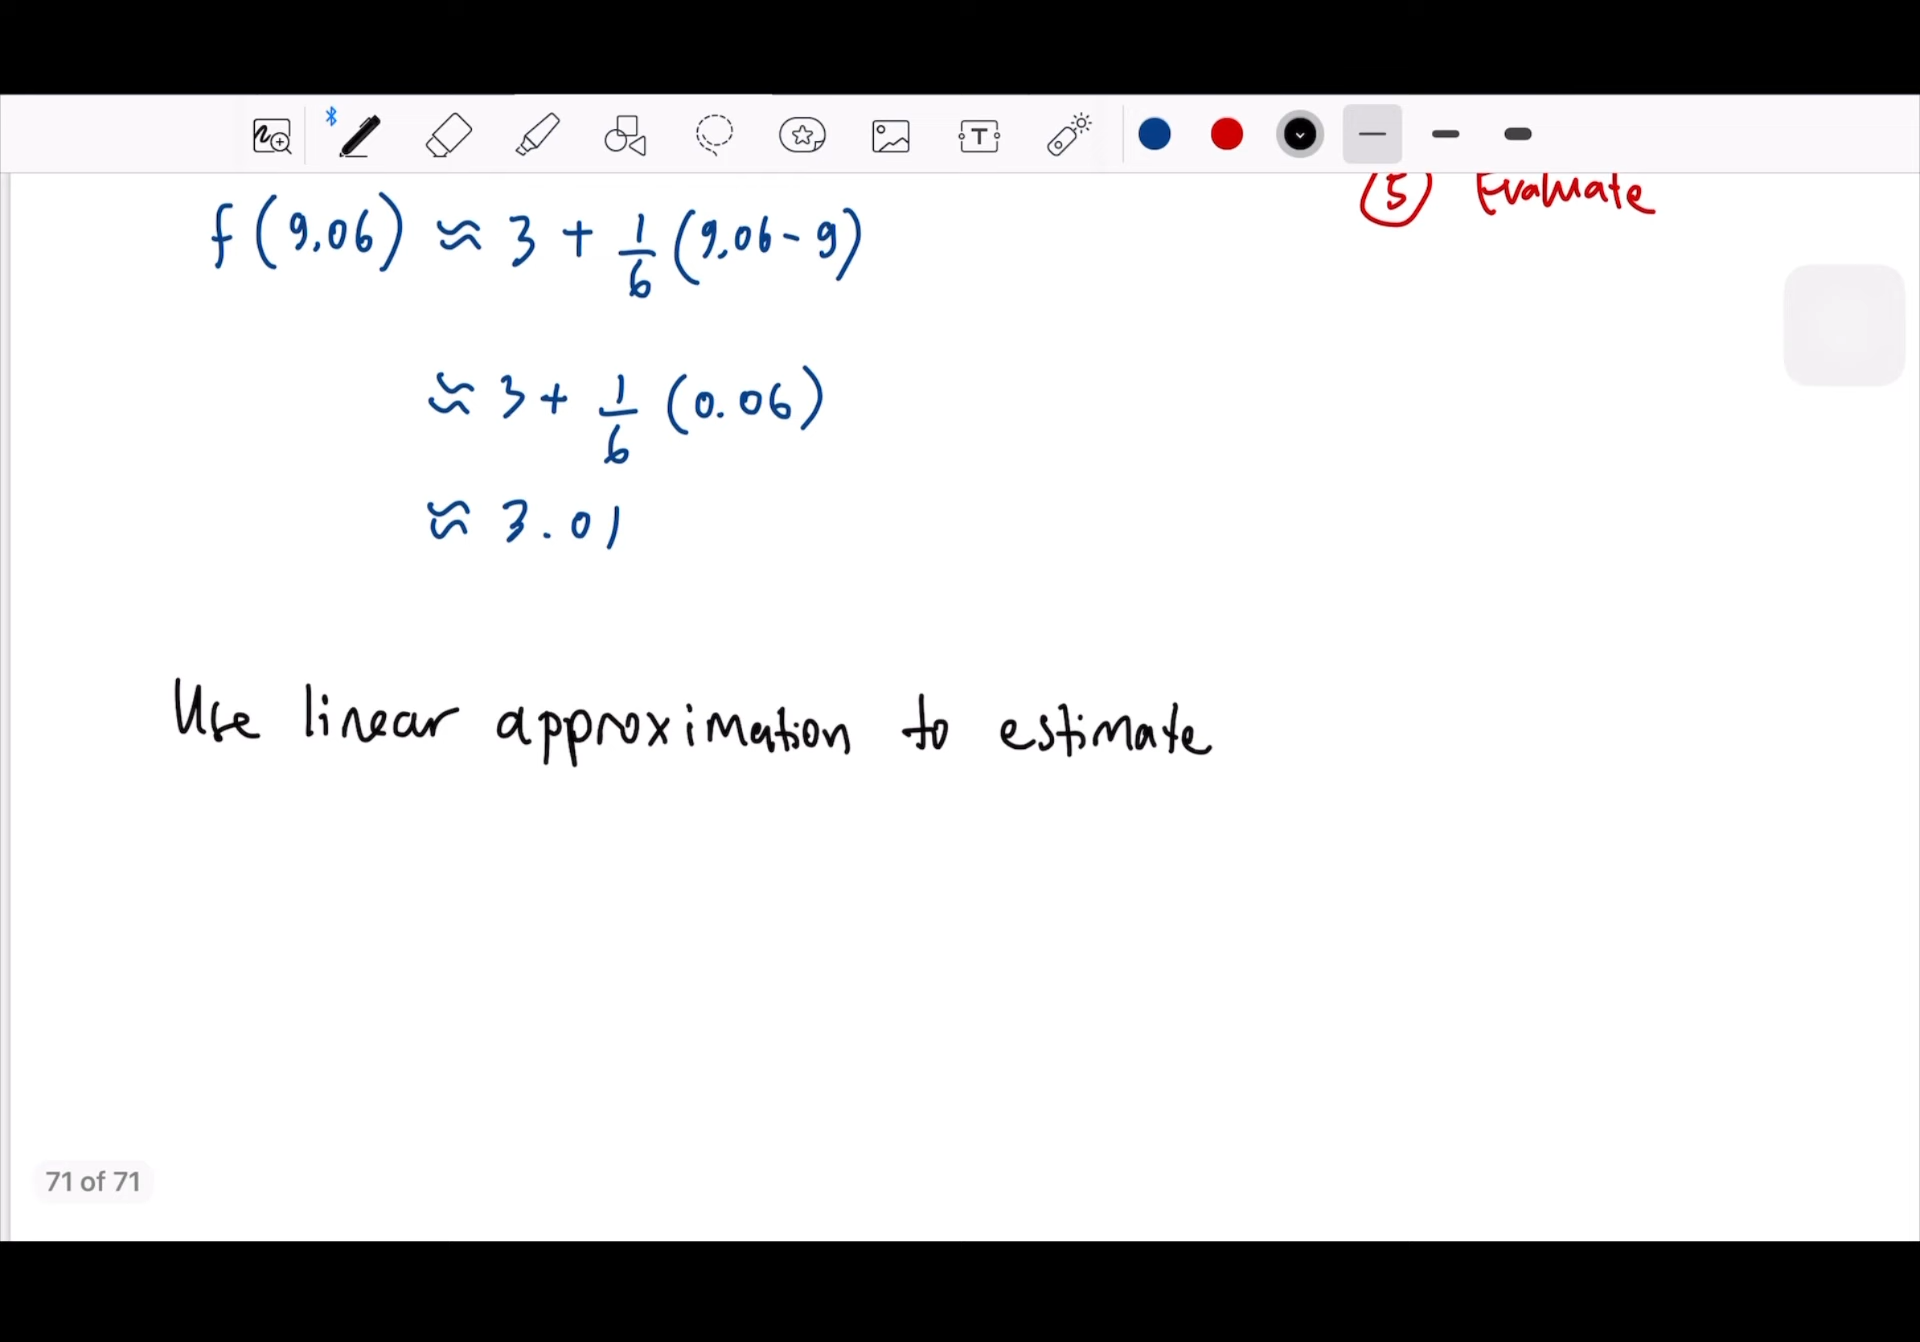 ⑤ Evaluate
f(9.06) ≈ 3 + 1/6 (9.06 - 9)
≈ 3 + 1/6 (0.06)
≈ 3.01
Use linear approximation to estimate
71 of 71